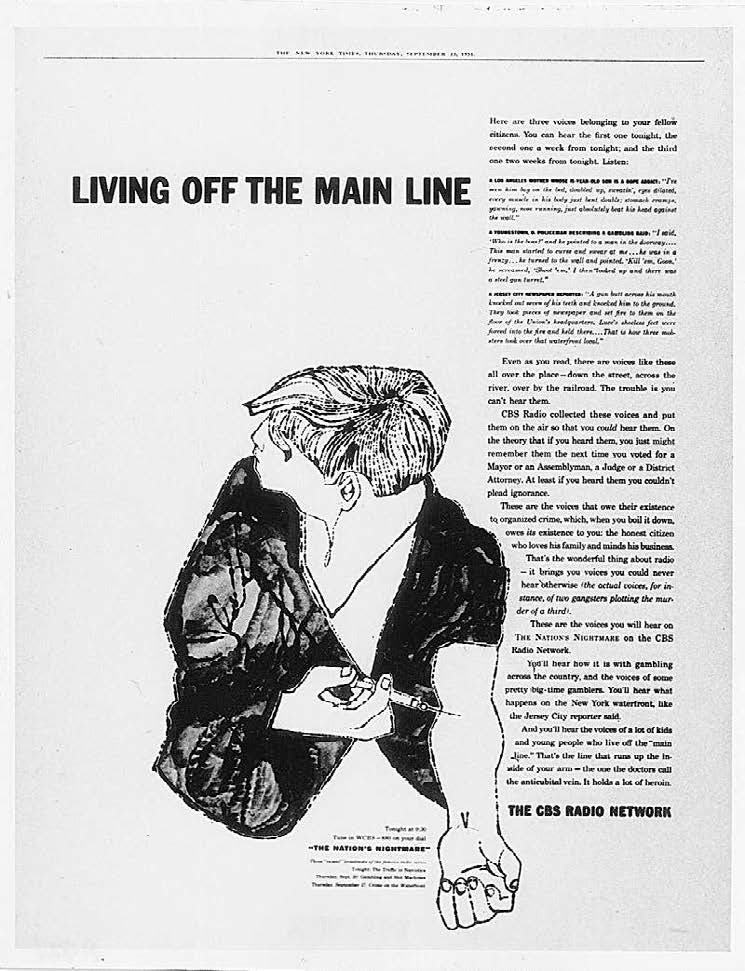 THE NEW YORK TIMES, THURSDAY, SEPTEMBER 13, 1951.
LIVING OFF THE MAIN LINE
Here are three voices belonging to your fellow
citizens. You can hear the first one tonight, the
second one a week from tonight; and the third
one two weeks from tonight. Listen:
A LOS ANGELES MOTHER WHOSE 15-YEAR-OLD SON IS A DOPE ADDICT: "I've
seen him lay on the bed, doubled up, sweatin', eyes dilated,
every muscle in his body just bent double; stomach cramps,
yawning, nose running, just absolutely beat his head against
the wall."
A YOUNGSTOWN, O. POLICEMAN DESCRIBING A GAMBLING RAID: "I said,
'Who is the boss?' and he pointed to a man in the doorway....
This man started to curse and swear at me...he was in a
frenzy...he turned to the wall and pointed. 'Kill 'em, Goon,'
he screamed, 'Shoot 'em.' I then looked up and there was
a steel gun turret."
A JERSEY CITY NEWSPAPER REPORTER: "A gun butt across his mouth
knocked out seven of his teeth and knocked him to the ground.
They took pieces of newspaper and set fire to them on the
floor of the Union's headquarters. Luce's shoeless feet were
forced into the fire and held there....That is how three mob-
sters took over that waterfront local."
Even as you read, there are voices like these
all over the place—down the street, across the
river, over by the railroad. The trouble is you
can't hear them.
CBS Radio collected these voices and put
them on the air so that you could hear them. On
the theory that if you heard them, you just might
remember them the next time you voted for a
Mayor or an Assemblyman, a Judge or a District
Attorney. At least if you heard them you couldn't
plead ignorance.
These are the voices that owe their existence
to organized crime, which, when you boil it down,
owes its existence to you: the honest citizen
who loves his family and minds his business.
That's the wonderful thing about radio
– it brings you voices you could never
hear otherwise (the actual voices, for in-
stance, of two gangsters plotting the mur-
der of a third).
These are the voices you will hear on
THE NATION'S NIGHTMARE on the CBS
Radio Network.
You'll hear how it is with gambling
across the country, and the voices of some
pretty big-time gamblers. You'll hear what
happens on the New York waterfront, like
the Jersey City reporter said.
And you'll hear the voices of a lot of kids
and young people who live off the "main
line." That's the line that runs up the in-
side of your arm – the one the doctors call
the anticubital vein. It holds a lot of heroin.
THE CBS RADIO NETWORK
Tonight at 9:30
Tune in WCBS – 880 on your dial
"THE NATION'S NIGHTMARE"
Three "repeat" broadcasts of the famous radio series
Tonight: The Traffic in Narcotics
Thursday, Sept. 20: Gambling and Slot Machines
Thursday, September 27: Crime on the Waterfront